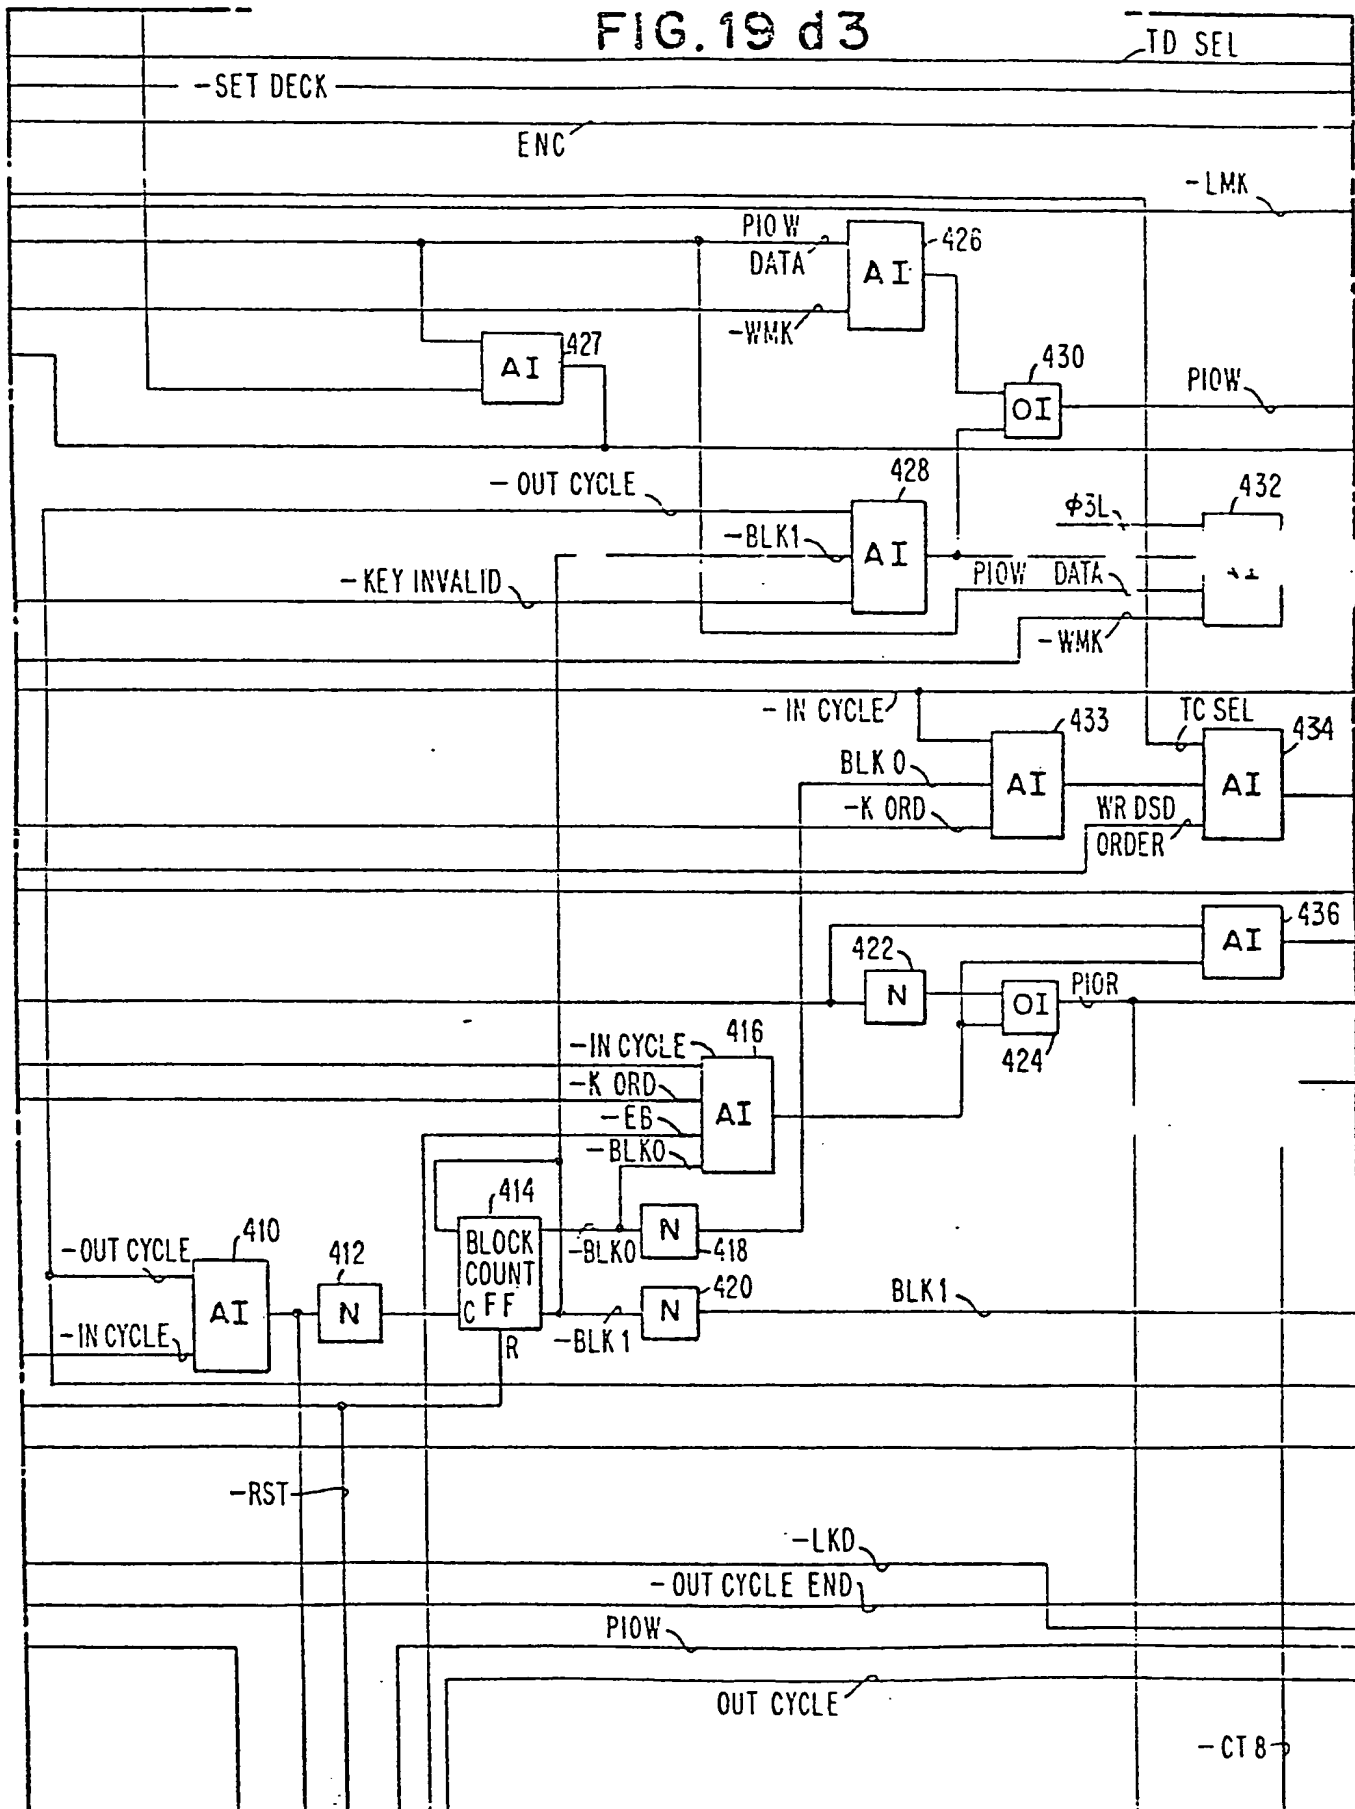 FIG. 19 d 3
TD SEL
-SET DECK
ENC
-LMK
PIOW
DATA
426
AI
-WMK
427
AI
430
OI
PIOW
-OUT CYCLE
428
432
φ3L
-BLK1
AI
PIOW DATA
-KEY INVALID
-WMK
-IN CYCLE
TC SEL
433
434
BLK 0
AI
AI
-K ORD
WR DSD
ORDER
436
AI
422
N
OI
PIOR
424
-IN CYCLE
416
-K ORD
AI
-EB
-BLK0
414
BLOCK
COUNT
C FF
R
-BLK0
N
418
-OUT CYCLE
410
412
AI
N
420
N
BLK1
-BLK 1
-IN CYCLE
-RST
-LKD
-OUT CYCLE END
PIOW
OUT CYCLE
-CT 8